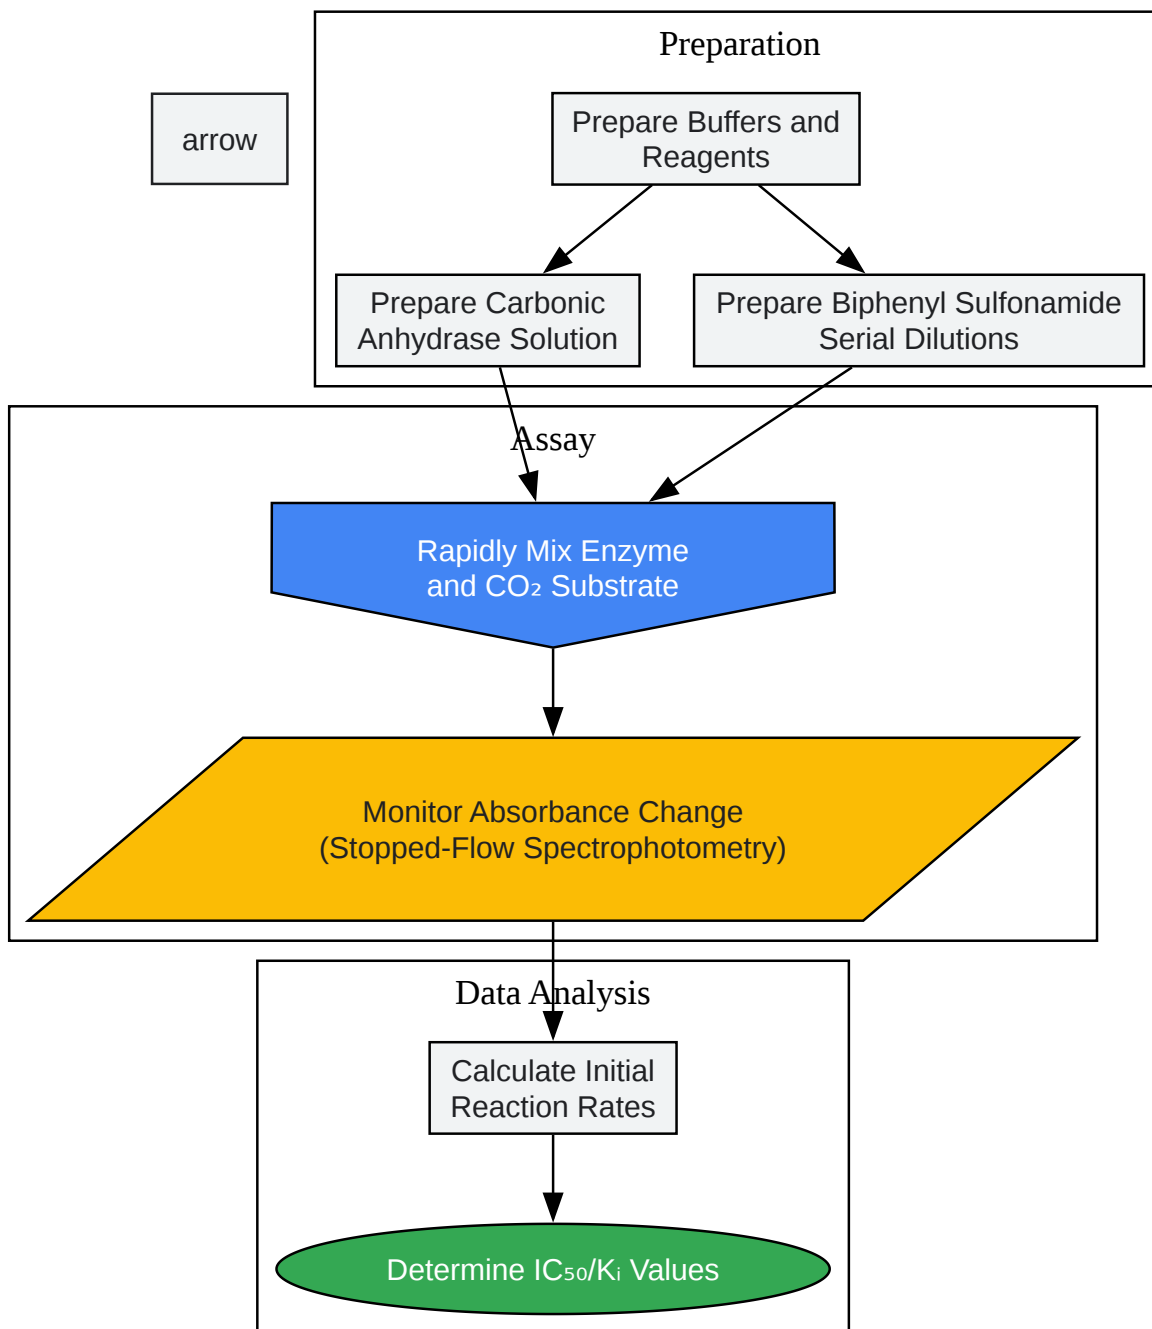 Preparation
arrow
Prepare Buffers and
Reagents
Prepare Carbonic
Anhydrase Solution
Prepare Biphenyl Sulfonamide
Serial Dilutions
Assay
Rapidly Mix Enzyme
and CO₂ Substrate
Monitor Absorbance Change
(Stopped-Flow Spectrophotometry)
Data Analysis
Calculate Initial
Reaction Rates
Determine IC₅₀/Kᵢ Values